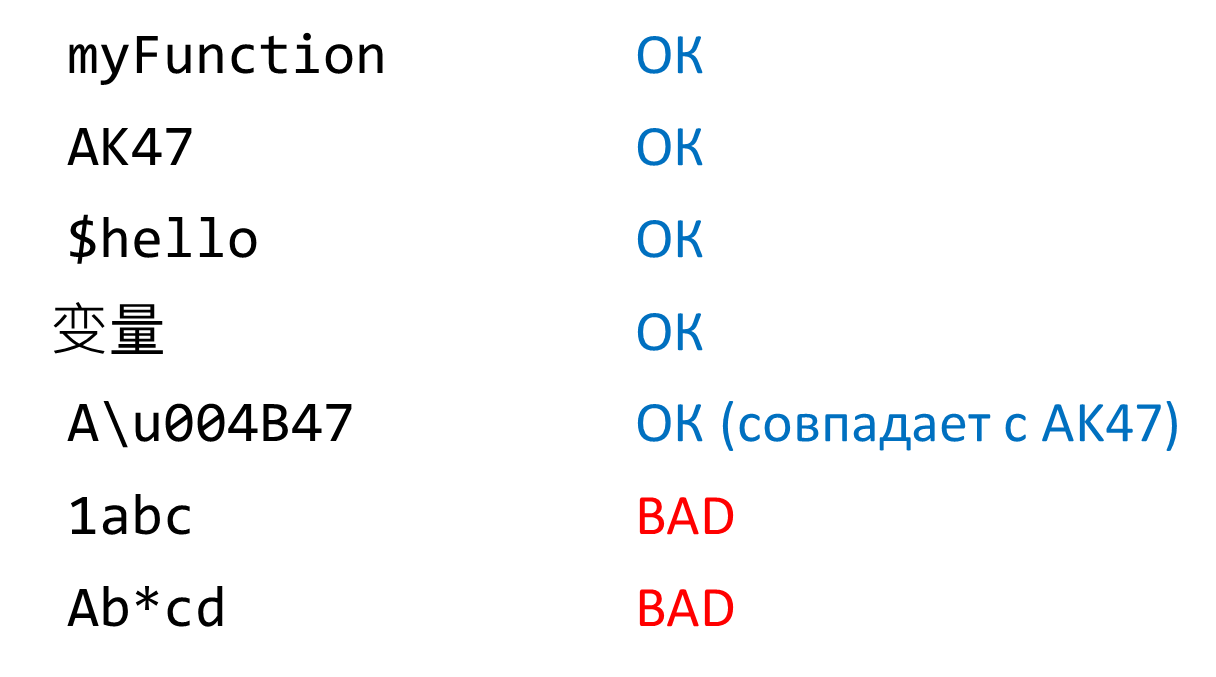 myFunction ОК
AK47 ОК
$hello ОК
变量 ОК
A\u004B47 ОК (совпадает с AK47)
1abc BAD
Ab*cd BAD